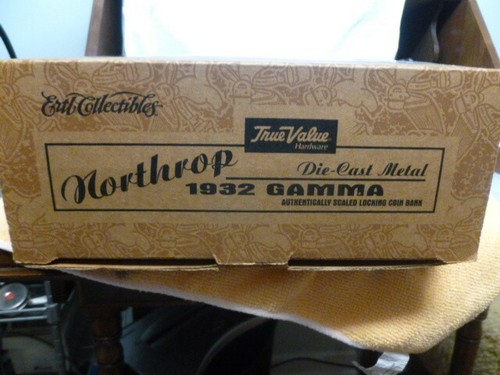 Ertl Collectibles
True Value
Hardware
Northrop
Die-Cast Metal
1932 GAMMA
AUTHENTICALLY SCALED LOCKING COIN BANK